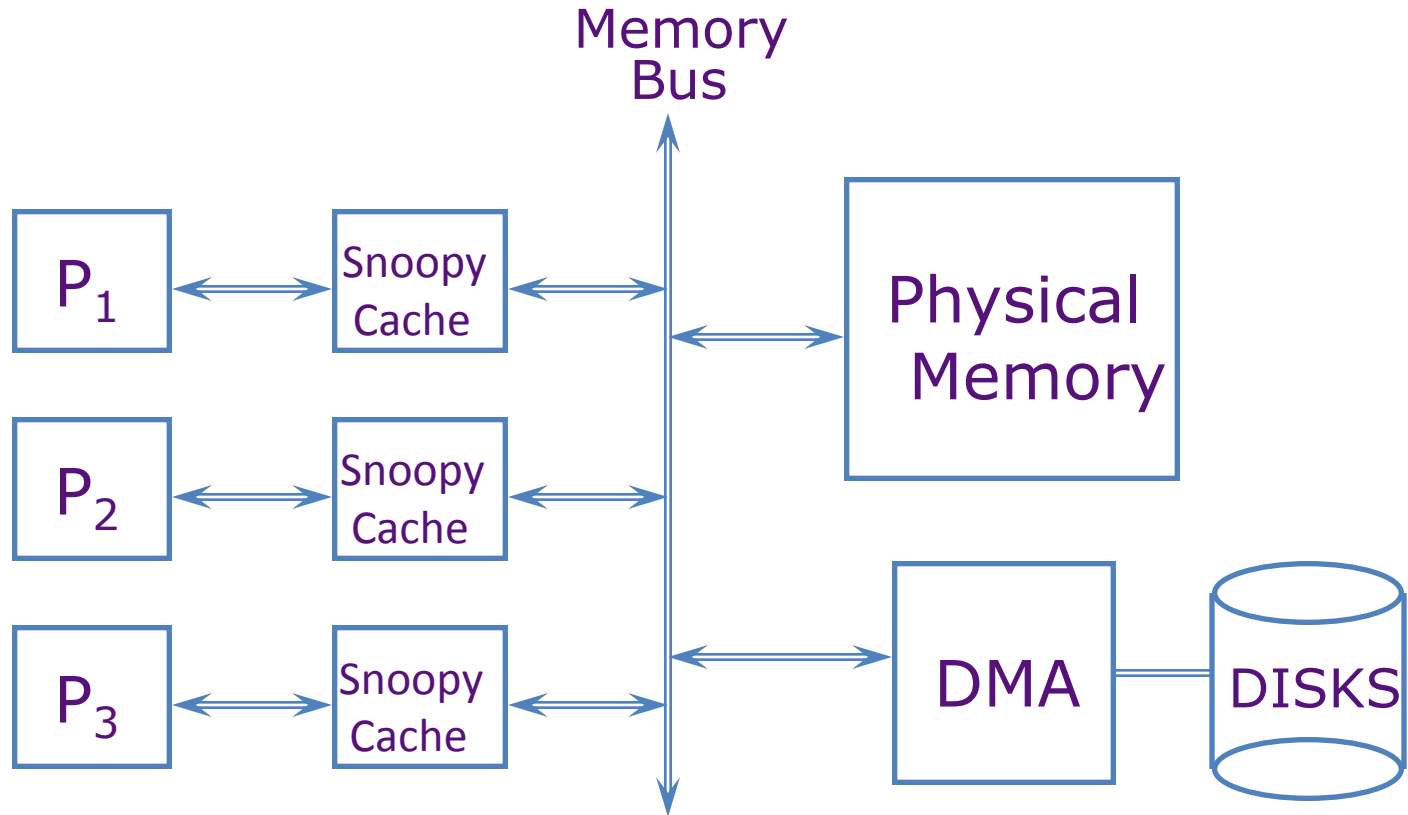 Memory
Bus
P₁
Snoopy
Cache
Physical
Memory
P₂
Snoopy
Cache
P₃
Snoopy
Cache
DMA
DISKS